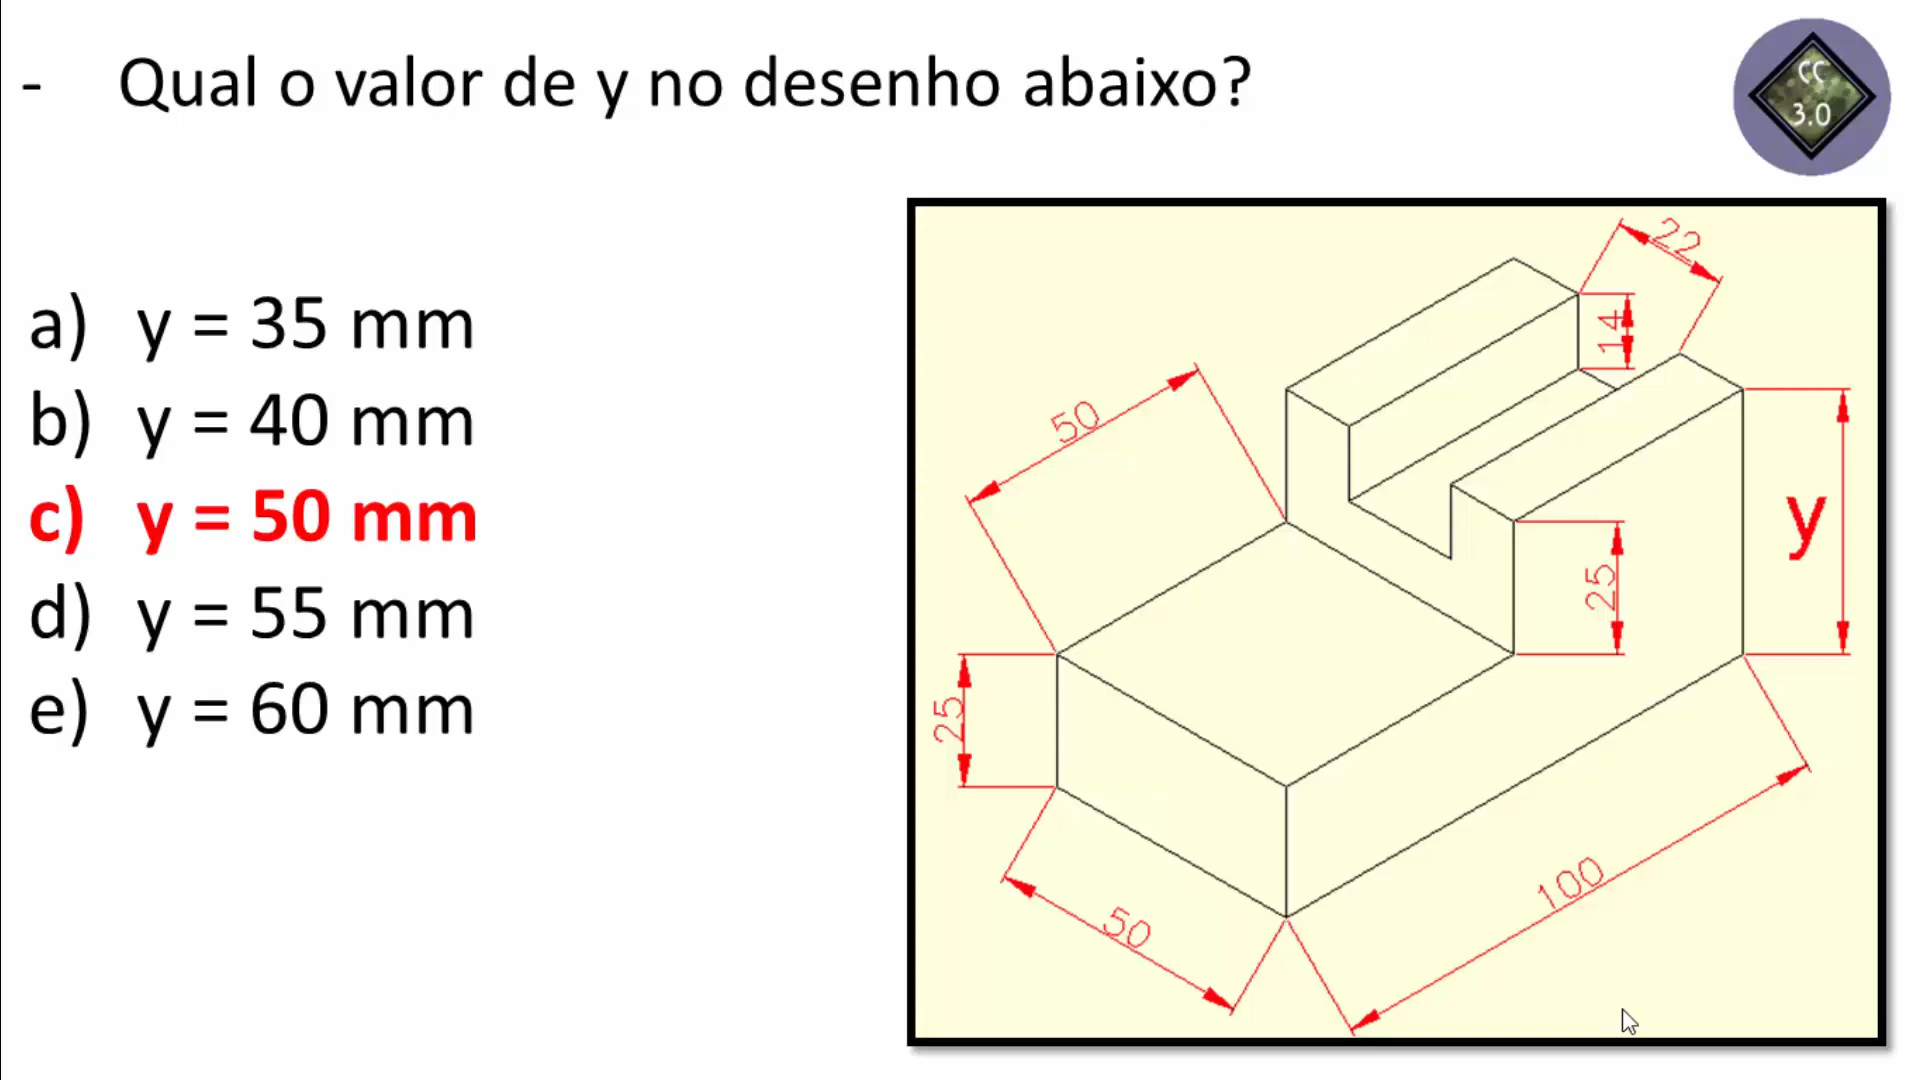 - Qual o valor de y no desenho abaixo?
CC
3.0
a) y = 35 mm
b) y = 40 mm
c) y = 50 mm
d) y = 55 mm
e) y = 60 mm
22
14
50
y
25
25
100
50